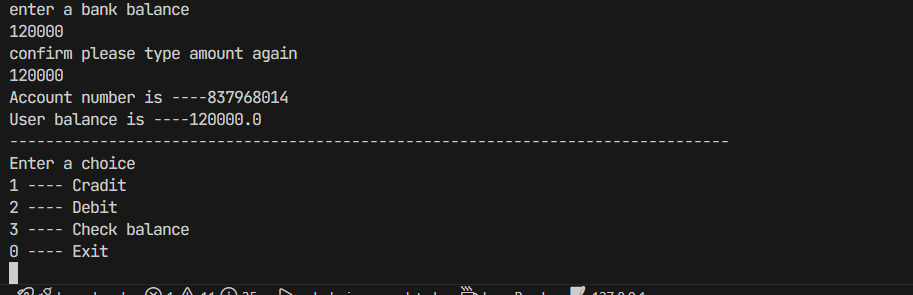 enter a bank balance
120000
confirm please type amount again
120000
Account number is ----837968014
User balance is ----120000.0
--------------------------------------------------------------------------------
Enter a choice
1 ---- Cradit
2 ---- Debit
3 ---- Check balance
0 ---- Exit